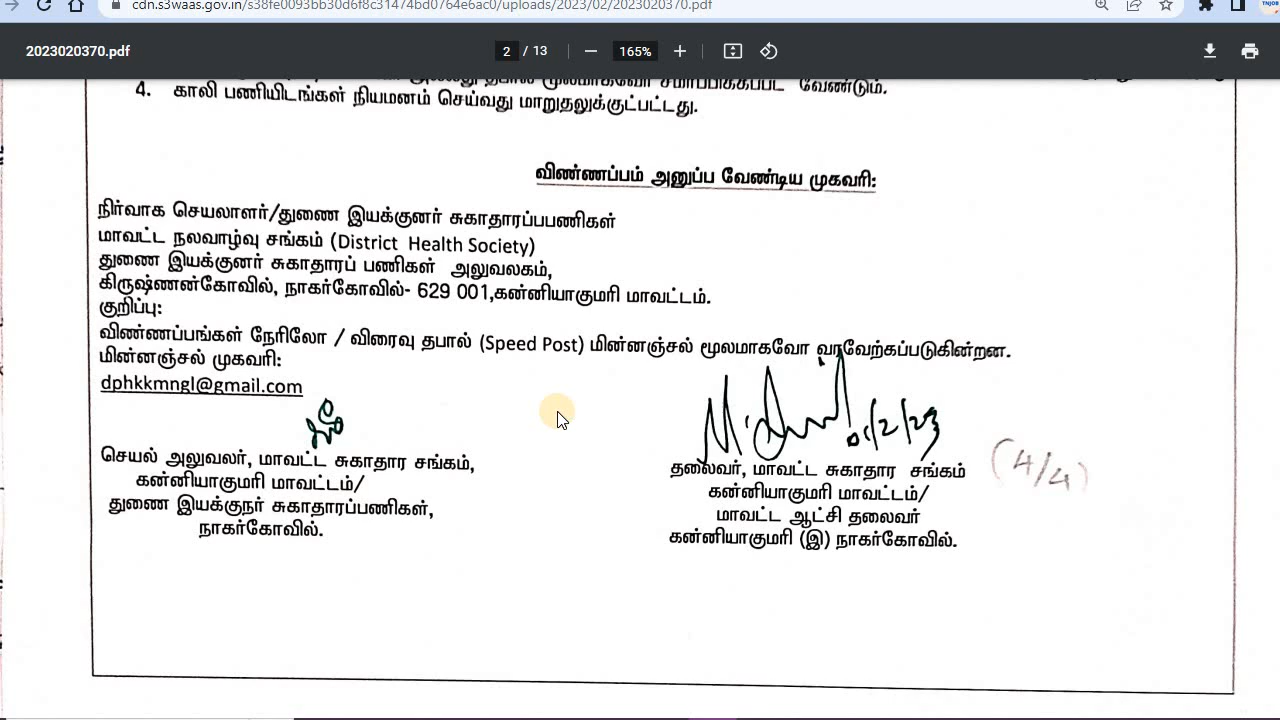 cdn.s3waas.gov.in/s38fe0093bb30d6f8c31474bd0764e6ac0/uploads/2023/02/2023020370.pdf
2023020370.pdf
2 / 13
165%
தபால் மூலமாகவோ சமர்ப்பிக்கப்பட வேண்டும்.
4. காலி பணியிடங்கள் நியமனம் செய்வது மாறுதலுக்குட்பட்டது.
விண்ணப்பம் அனுப்ப வேண்டிய முகவரி:
நிர்வாக செயலாளர்/துணை இயக்குனர் சுகாதாரப்பபணிகள்
மாவட்ட நலவாழ்வு சங்கம் (District Health Society)
துணை இயக்குனர் சுகாதாரப் பணிகள் அலுவலகம்,
கிருஷ்ணன்கோவில், நாகர்கோவில்- 629 001,கன்னியாகுமரி மாவட்டம்.
குறிப்பு:
விண்ணப்பங்கள் நேரிலோ / விரைவு தபால் (Speed Post) மின்னஞ்சல் மூலமாகவோ வரவேற்கப்படுகின்றன.
மின்னஞ்சல் முகவரி:
dphkkmngl@gmail.com
செயல் அலுவலர், மாவட்ட சுகாதார சங்கம்,
கன்னியாகுமரி மாவட்டம்/
துணை இயக்குநர் சுகாதாரப்பணிகள்,
நாகர்கோவில்.
01/2/23
தலைவர், மாவட்ட சுகாதார சங்கம்
கன்னியாகுமரி மாவட்டம்/
மாவட்ட ஆட்சி தலைவர்
கன்னியாகுமரி (இ) நாகர்கோவில்.
(4/4)